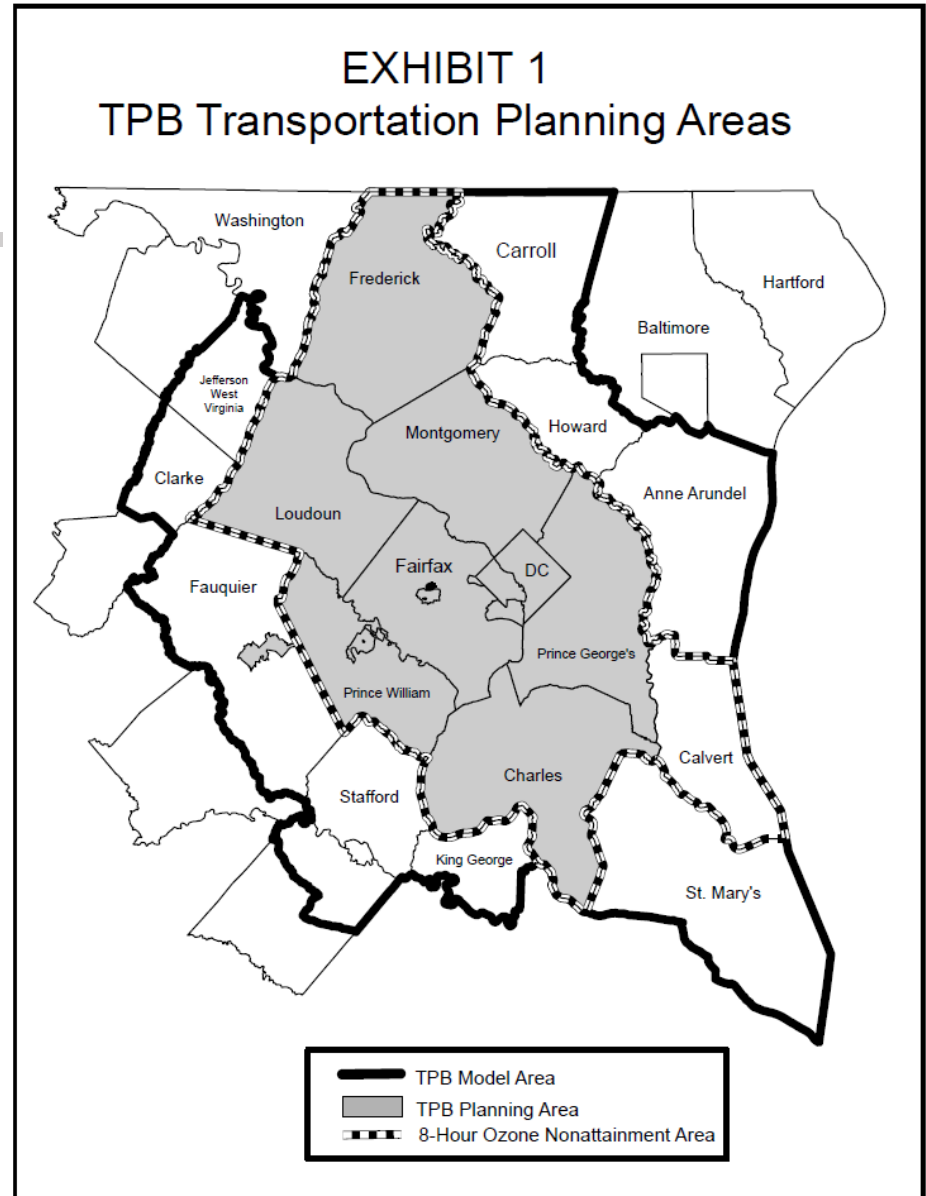 EXHIBIT 1
TPB Transportation Planning Areas
Washington
Carroll
Frederick
Hartford
Baltimore
Jefferson
West
Virginia
Montgomery
Howard
Clarke
Anne Arundel
Loudoun
Fairfax
DC
Fauquier
Prince George's
Prince William
Calvert
Charles
Stafford
King George
St. Mary's
TPB Model Area
TPB Planning Area
8-Hour Ozone Nonattainment Area